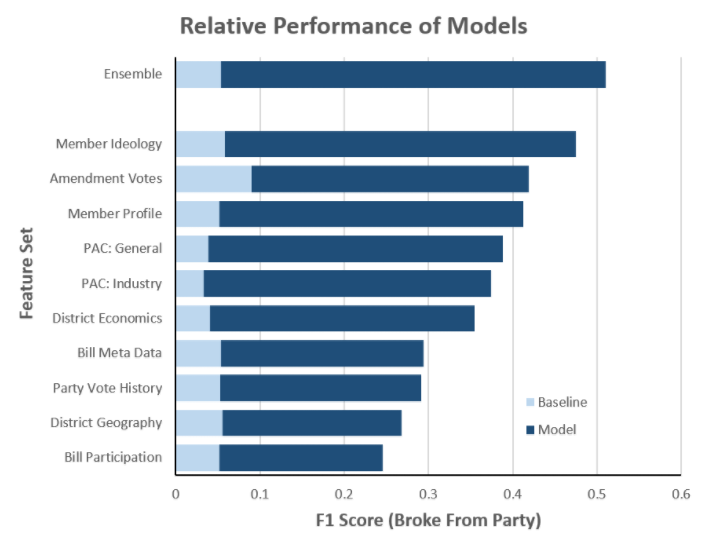 Relative Performance of Models
Feature Set
Ensemble
Member Ideology
Amendment Votes
Member Profile
PAC: General
PAC: Industry
District Economics
Bill Meta Data
Party Vote History
District Geography
Bill Participation
Baseline
Model
0 0.1 0.2 0.3 0.4 0.5 0.6
F1 Score (Broke From Party)